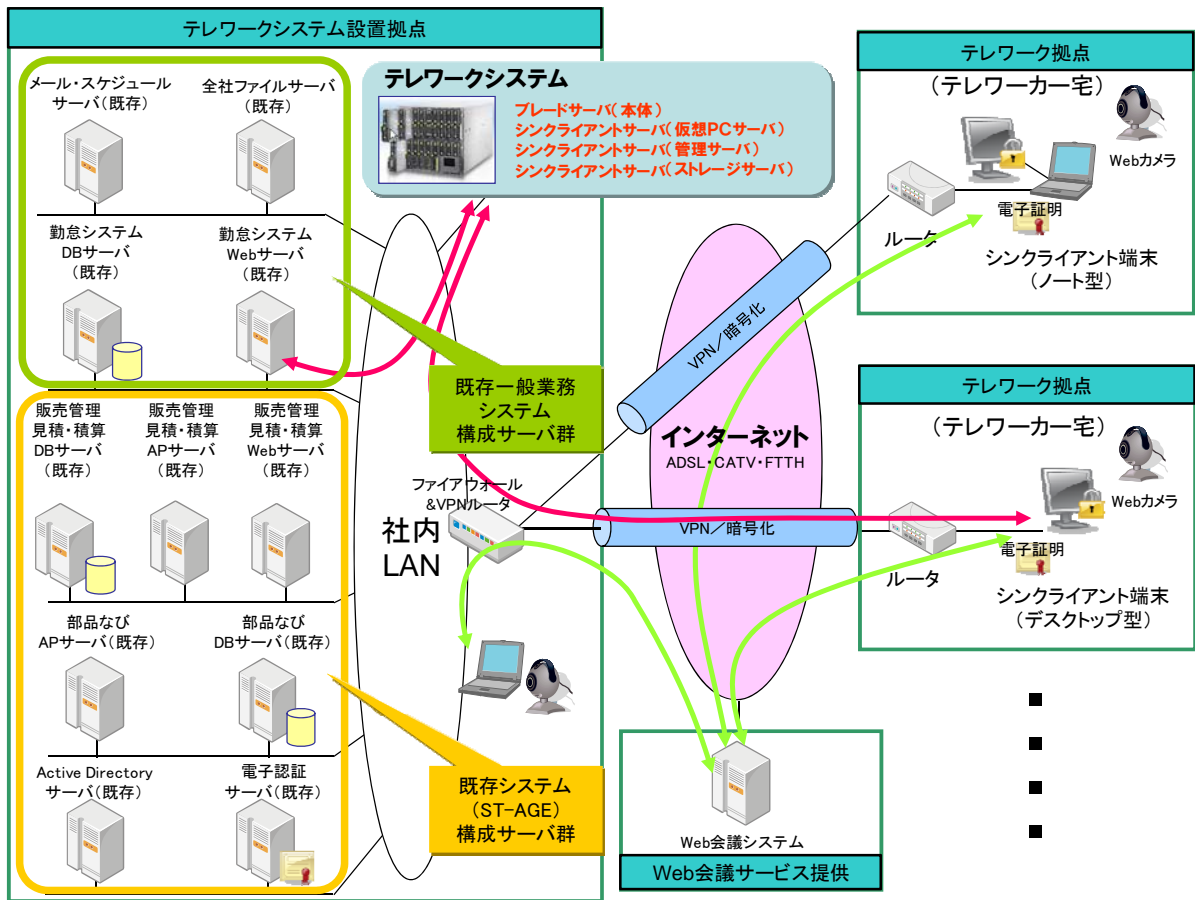 テレワークシステム設置拠点
メール・スケジュール
サーバ(既存)
全社ファイルサーバ
(既存)
勤怠システム
DBサーバ
(既存)
勤怠システム
Webサーバ
(既存)
テレワークシステム
ブレードサーバ(本体)
シンクライアントサーバ(仮想PCサーバ)
シンクライアントサーバ(管理サーバ)
シンクライアントサーバ(ストレージサーバ)
既存一般業務
システム
構成サーバ群
販売管理
見積・積算
DBサーバ
(既存)
販売管理
見積・積算
APサーバ
(既存)
販売管理
見積・積算
Webサーバ
(既存)
部品なび
APサーバ(既存)
部品なび
DBサーバ(既存)
Active Directory
サーバ(既存)
電子認証
サーバ(既存)
既存システム
(ST-AGE)
構成サーバ群
社内
LAN
ファイアウォール
&VPNルータ
インターネット
ADSL・CATV・FTTH
VPN/暗号化
VPN/暗号化
Web会議システム
Web会議サービス提供
テレワーク拠点
(テレワーカー宅)
Webカメラ
ルータ
電子証明
シンクライアント端末
(ノート型)
テレワーク拠点
(テレワーカー宅)
Webカメラ
ルータ
電子証明
シンクライアント端末
(デスクトップ型)